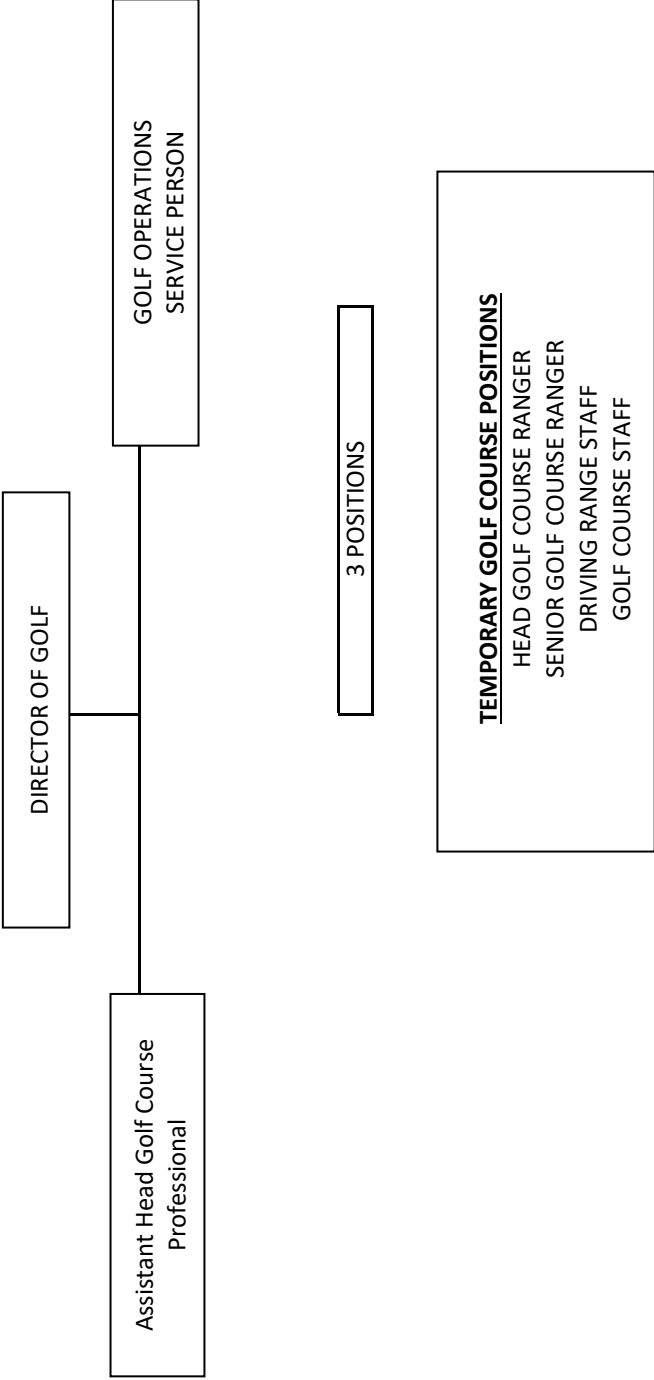 DIRECTOR OF GOLF
Assistant Head Golf Course
Professional
GOLF OPERATIONS
SERVICE PERSON
3 POSITIONS
TEMPORARY GOLF COURSE POSITIONS
HEAD GOLF COURSE RANGER
SENIOR GOLF COURSE RANGER
DRIVING RANGE STAFF
GOLF COURSE STAFF